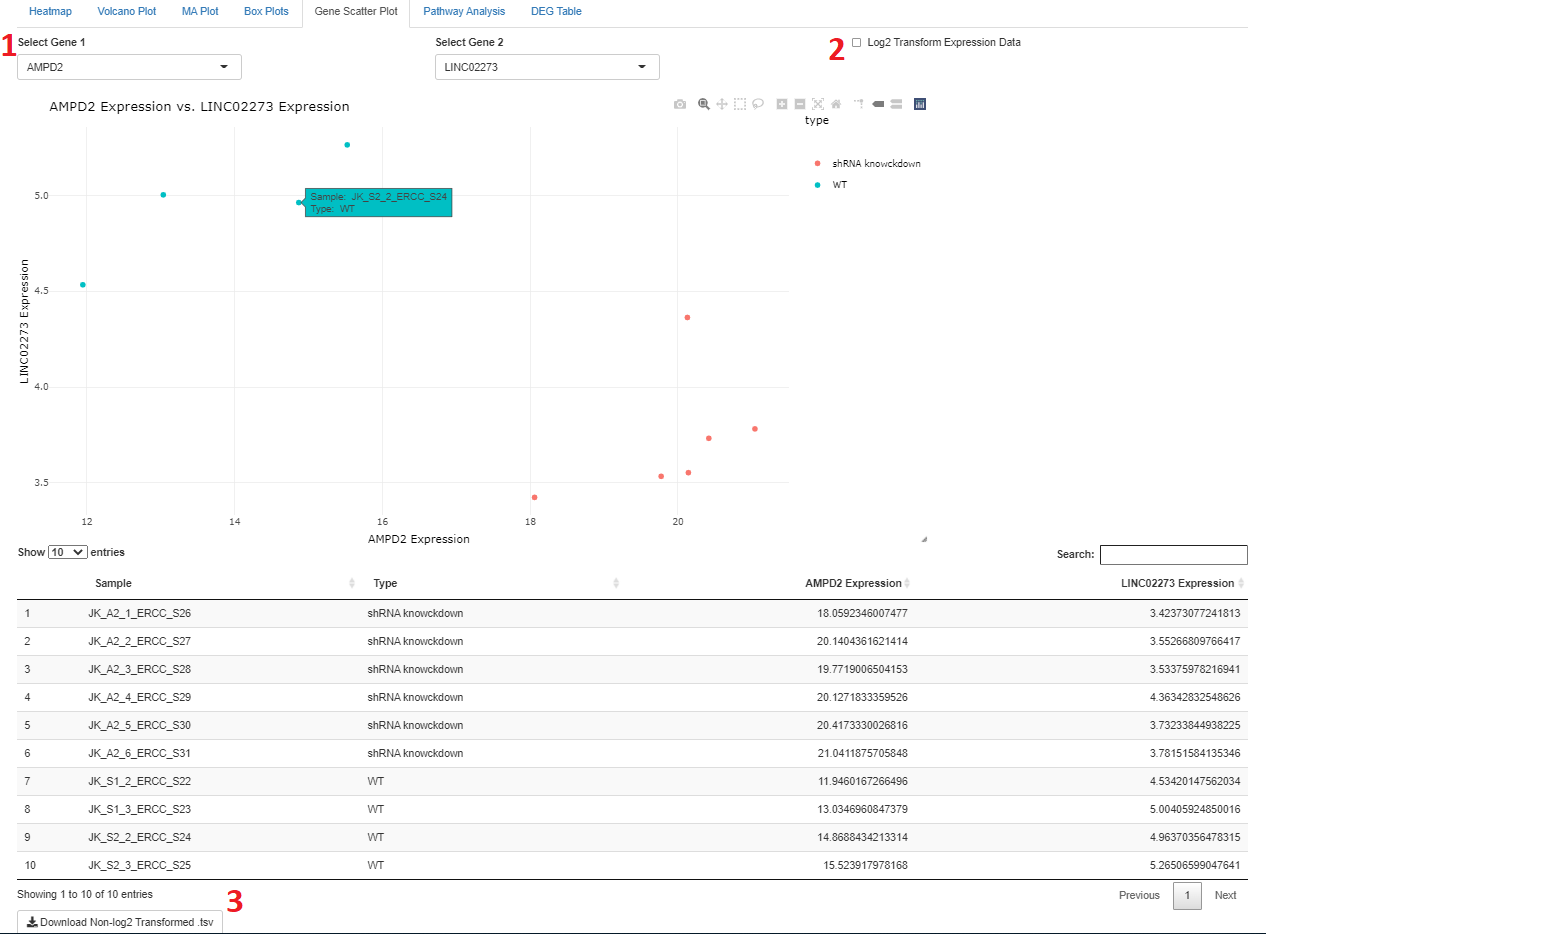 Heatmap Volcano Plot MA Plot Box Plots Gene Scatter Plot Pathway Analysis DEG Table
1 Select Gene 1 Select Gene 2 2 Log2 Transform Expression Data
AMPD2 LINC02273
AMPD2 Expression vs. LINC02273 Expression
type
shRNA knowckdown
WT
5.0
4.5
4.0
3.5
Sample: JK_S2_2_ERCC_S24
Type: WT
LINC02273 Expression
12 14 16 18 20
AMPD2 Expression
Show 10 entries Search:
Sample Type AMPD2 Expression LINC02273 Expression
1 JK_A2_1_ERCC_S26 shRNA knowckdown 18.0592346007477 3.42373077241813
2 JK_A2_2_ERCC_S27 shRNA knowckdown 20.1404361621414 3.55266809766417
3 JK_A2_3_ERCC_S28 shRNA knowckdown 19.7719006504153 3.53375978216941
4 JK_A2_4_ERCC_S29 shRNA knowckdown 20.1271833359526 4.36342832548626
5 JK_A2_5_ERCC_S30 shRNA knowckdown 20.4173330026816 3.73233844938225
6 JK_A2_6_ERCC_S31 shRNA knowckdown 21.0411875705848 3.78151584135346
7 JK_S1_2_ERCC_S22 WT 11.9460167266496 4.53420147562034
8 JK_S1_3_ERCC_S23 WT 13.0346960847379 5.00405924850016
9 JK_S2_2_ERCC_S24 WT 14.8688434213314 4.96370356478315
10 JK_S2_3_ERCC_S25 WT 15.523917978168 5.26506599047641
Showing 1 to 10 of 10 entries Previous 1 Next
3
Download Non-log2 Transformed .tsv